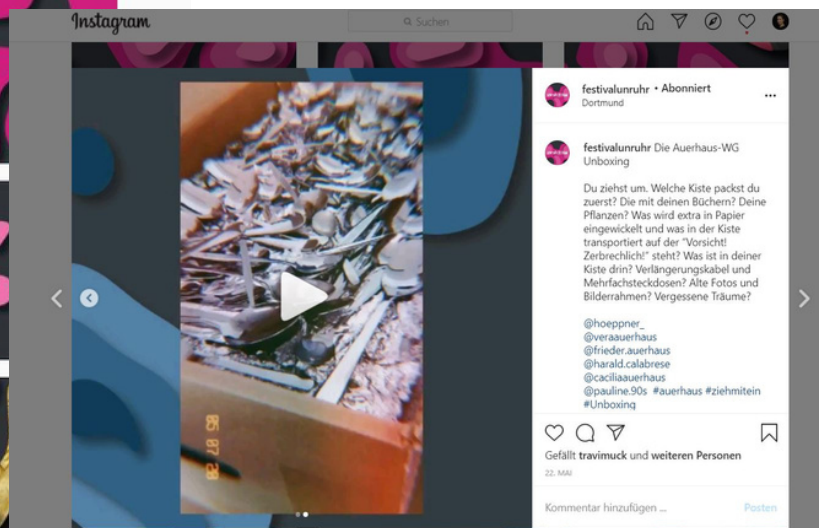 Instagram
Suchen
festivalunruhr • Abonniert
Dortmund
festivalunruhr Die Auerhaus-WG
Unboxing
Du ziehst um. Welche Kiste packst du
zuerst? Die mit deinen Büchern? Deine
Pflanzen? Was wird extra in Papier
eingewickelt und was in der Kiste
transportiert auf der "Vorsicht!
Zerbrechlich!" steht? Was ist in deiner
Kiste drin? Verlängerungskabel und
Mehrfachsteckdosen? Alte Fotos und
Bilderrahmen? Vergessene Träume?
@hoeppner_
@veraauerhaus
@frieder.auerhaus
@harald.calabrese
@caciliaauerhaus
@pauline.90s #auerhaus #ziehmitein
#Unboxing
Gefällt travimuck und weiteren Personen
22. MAI
Kommentar hinzufügen ...
Posten